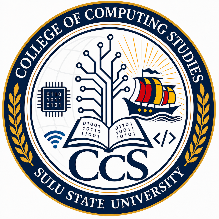 COLLEGE OF COMPUTING STUDIES
</>
CCS
SULU STATE UNIVERSITY